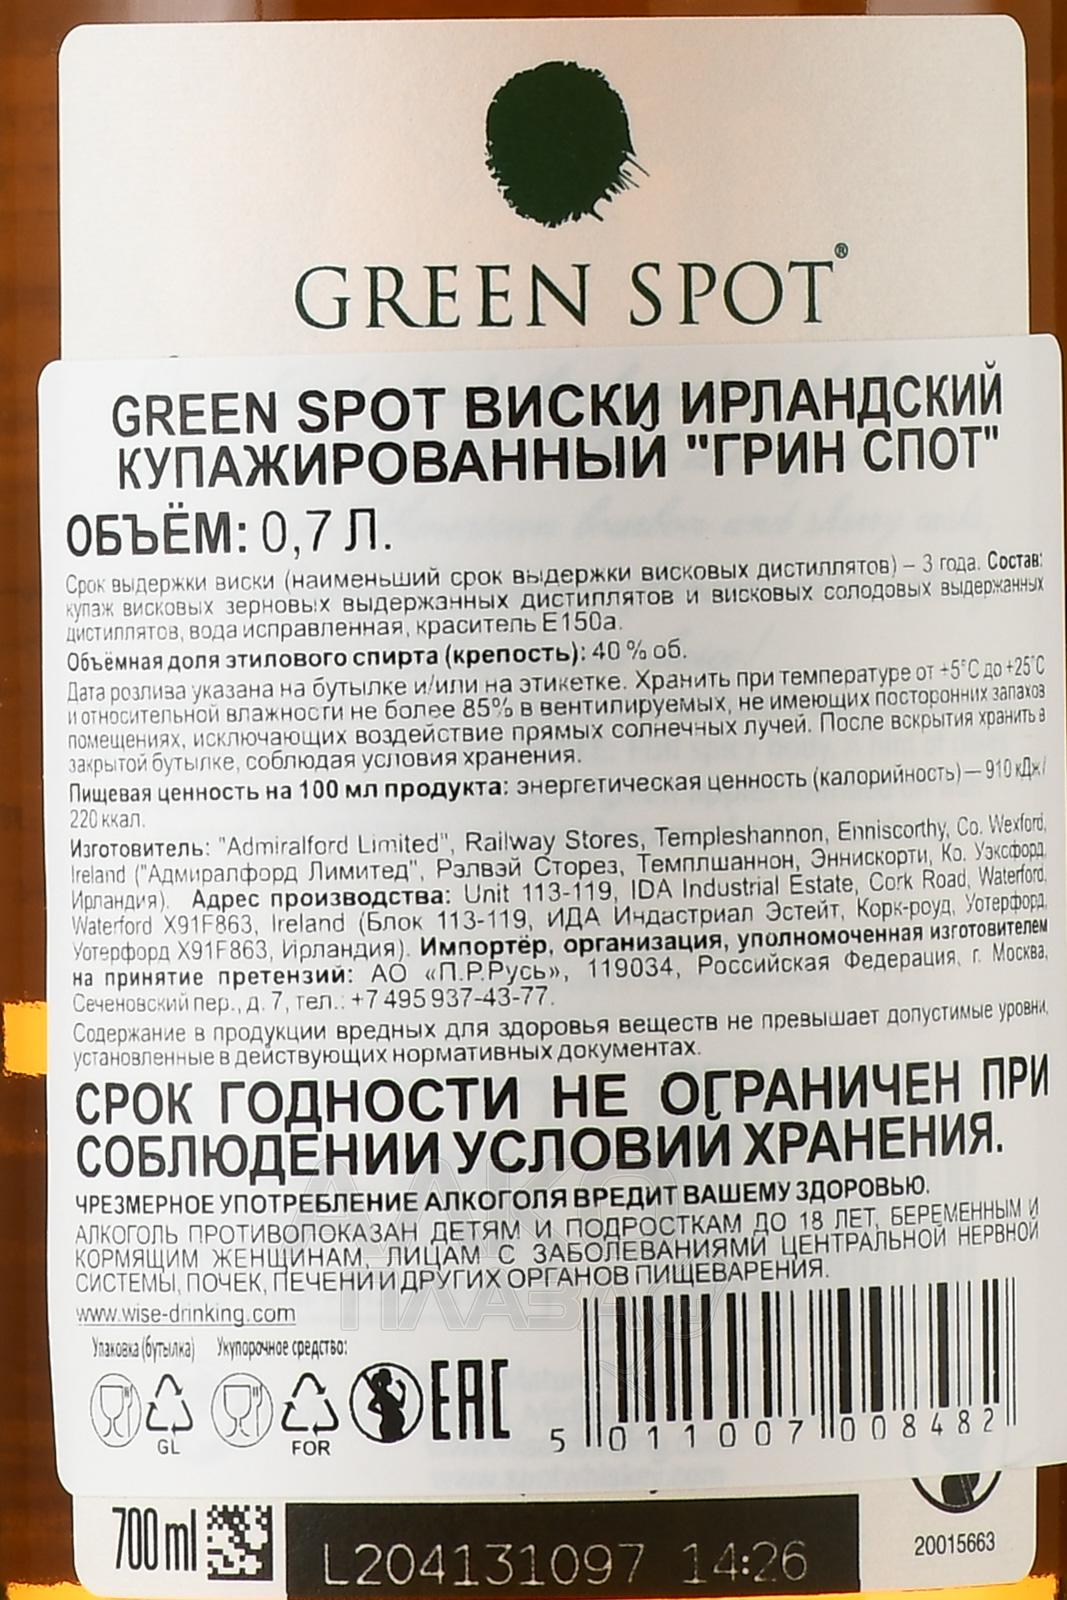 GREEN SPOT®
GREEN SPOT ВИСКИ ИРЛАНДСКИЙ
КУПАЖИРОВАННЫЙ "ГРИН СПОТ"
ОБЪЁМ: 0,7 Л.
Срок выдержки виски (наименьший срок выдержки висковых дистиллятов) – 3 года. Состав:
купаж висковых зерновых выдержанных дистиллятов и висковых солодовых выдержанных
дистиллятов, вода исправленная, краситель Е150а.
Объёмная доля этилового спирта (крепость): 40 % об.
Дата розлива указана на бутылке и/или на этикетке. Хранить при температуре от +5°С до +25°С
и относительной влажности не более 85% в вентилируемых, не имеющих посторонних запахов
помещениях, исключающих воздействие прямых солнечных лучей. После вскрытия хранить в
закрытой бутылке, соблюдая условия хранения.
Пищевая ценность на 100 мл продукта: энергетическая ценность (калорийность) — 910 кДж/
220 ккал.
Изготовитель: "Admiralford Limited", Railway Stores, Templeshannon, Enniscorthy, Co. Wexford,
Ireland ("Адмиралфорд Лимитед", Рэлвэй Сторез, Темплшаннон, Эннискорти, Ко. Уэксфорд,
Ирландия). Адрес производства: Unit 113-119, IDA Industrial Estate, Cork Road, Waterford,
Waterford X91F863, Ireland (Блок 113-119, ИДА Индастриал Эстейт, Корк-роуд, Уотерфорд,
Уотерфорд X91F863, Ирландия). Импортёр, организация, уполномоченная изготовителем
на принятие претензий: АО «П.Р.Русь», 119034, Российская Федерация, г. Москва,
Сеченовский пер., д. 7, тел.: +7 495 937-43-77.
Содержание в продукции вредных для здоровья веществ не превышает допустимые уровни,
установленные в действующих нормативных документах.
СРОК ГОДНОСТИ НЕ ОГРАНИЧЕН ПРИ
СОБЛЮДЕНИИ УСЛОВИЙ ХРАНЕНИЯ.
ЧРЕЗМЕРНОЕ УПОТРЕБЛЕНИЕ АЛКОГОЛЯ ВРЕДИТ ВАШЕМУ ЗДОРОВЬЮ.
АЛКОГОЛЬ ПРОТИВОПОКАЗАН ДЕТЯМ И ПОДРОСТКАМ ДО 18 ЛЕТ, БЕРЕМЕННЫМ И
КОРМЯЩИМ ЖЕНЩИНАМ, ЛИЦАМ С ЗАБОЛЕВАНИЯМИ ЦЕНТРАЛЬНОЙ НЕРВНОЙ
СИСТЕМЫ, ПОЧЕК, ПЕЧЕНИ И ДРУГИХ ОРГАНОВ ПИЩЕВАРЕНИЯ.
АЛКО
ПЛАЗА
www.wise-drinking.com
Упаковка (бутылка) Укупорочное средство:
GL FOR EAC
5 011007 008482
www.spotwhiskey.com
700 ml L204131097 14:26 20015663